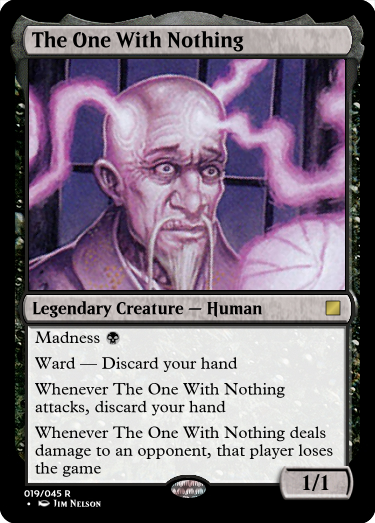 The One With Nothing
Legendary Creature — Human
Madness
Ward — Discard your hand
Whenever The One With Nothing
attacks, discard your hand
Whenever The One With Nothing deals
damage to an opponent, that player loses
the game
1/1
019/045 R
• Jim Nelson